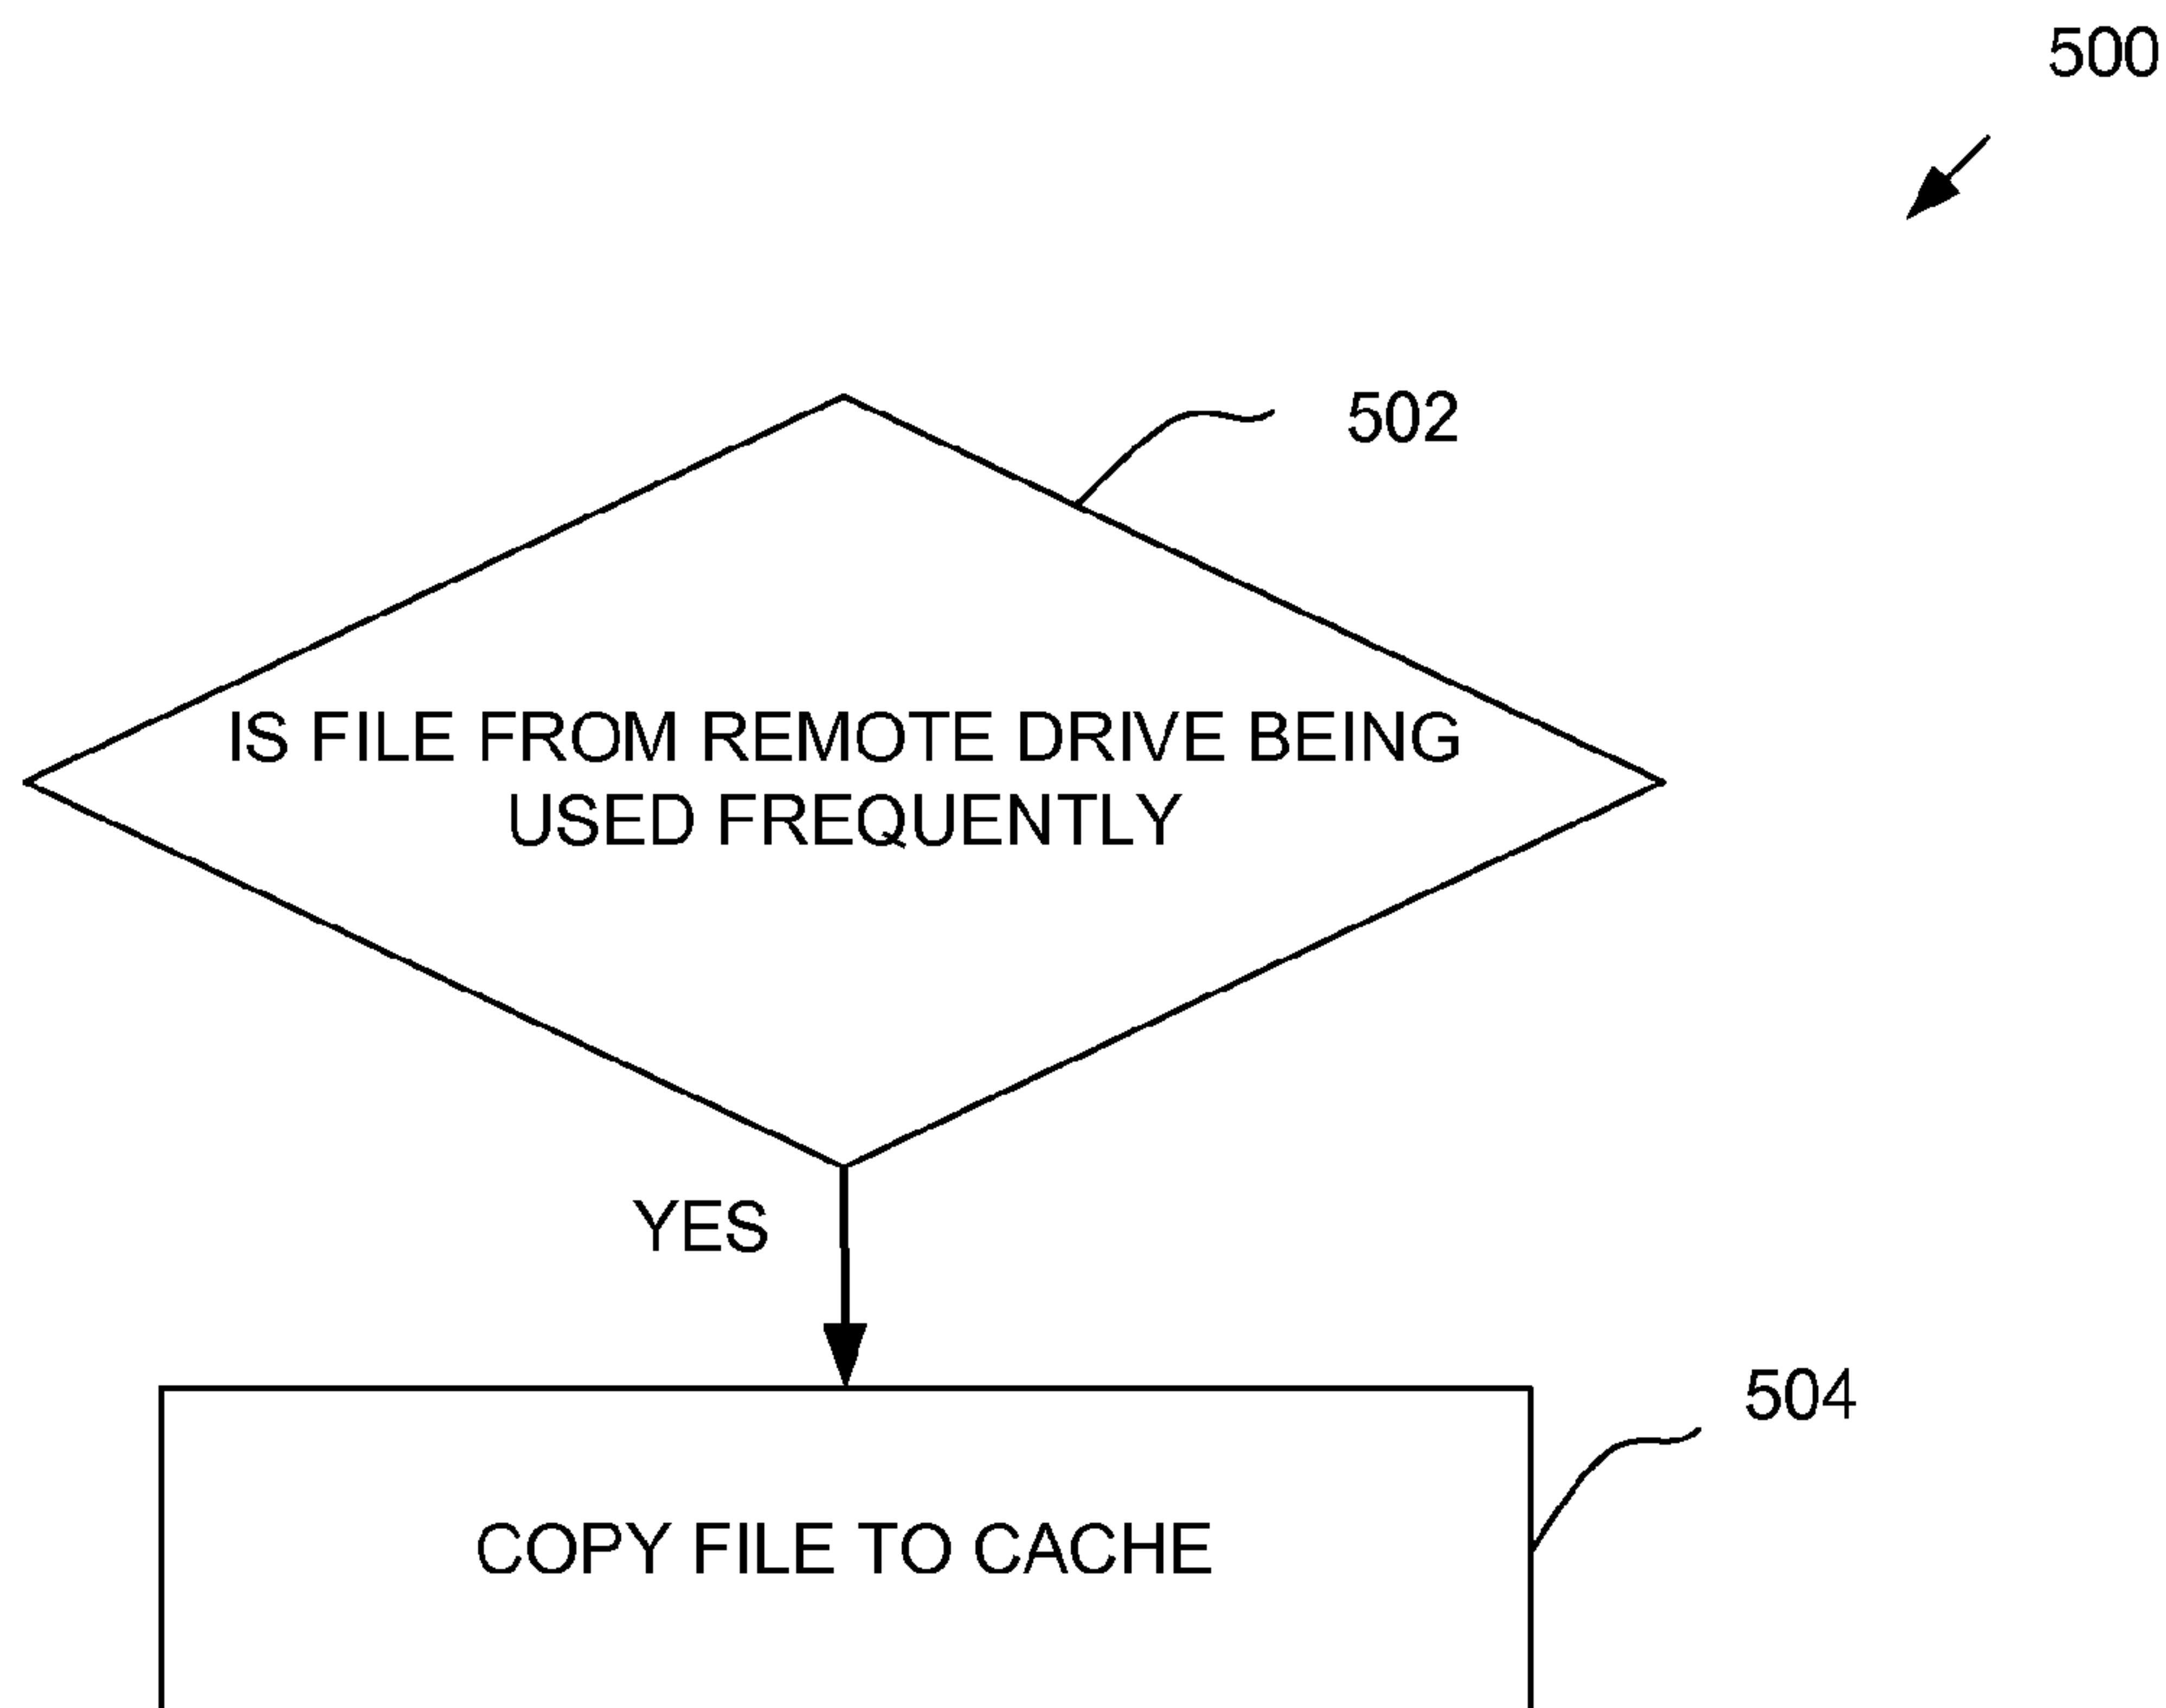 500
502
IS FILE FROM REMOTE DRIVE BEING
USED FREQUENTLY
YES
504
COPY FILE TO CACHE